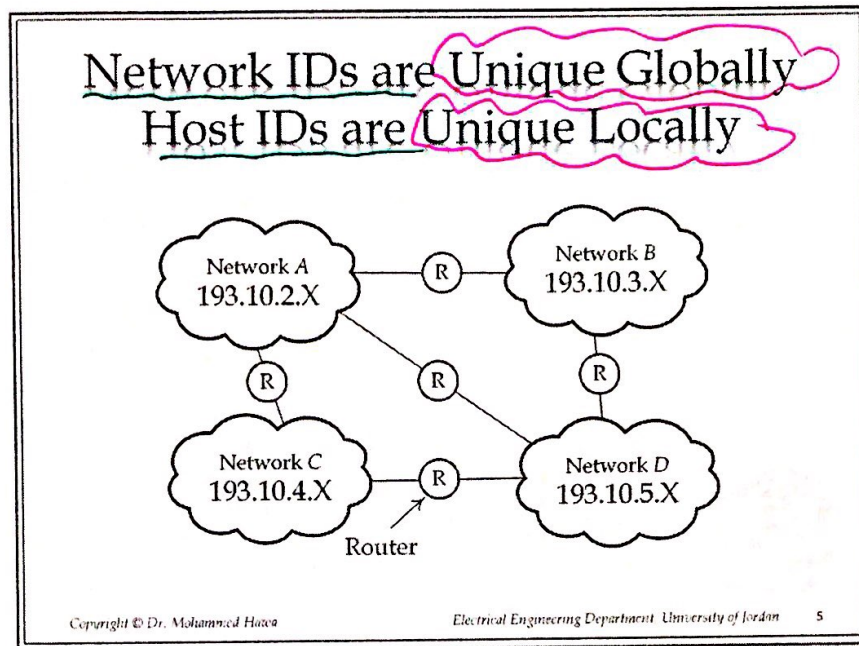 Network IDs are Unique Globally
Host IDs are Unique Locally
Network A
193.10.2.X
R
Network B
193.10.3.X
R
R
R
Network C
193.10.4.X
R
Network D
193.10.5.X
Router
Copyright © Dr. Mohammed Hawa
Electrical Engineering Department University of Jordan 5